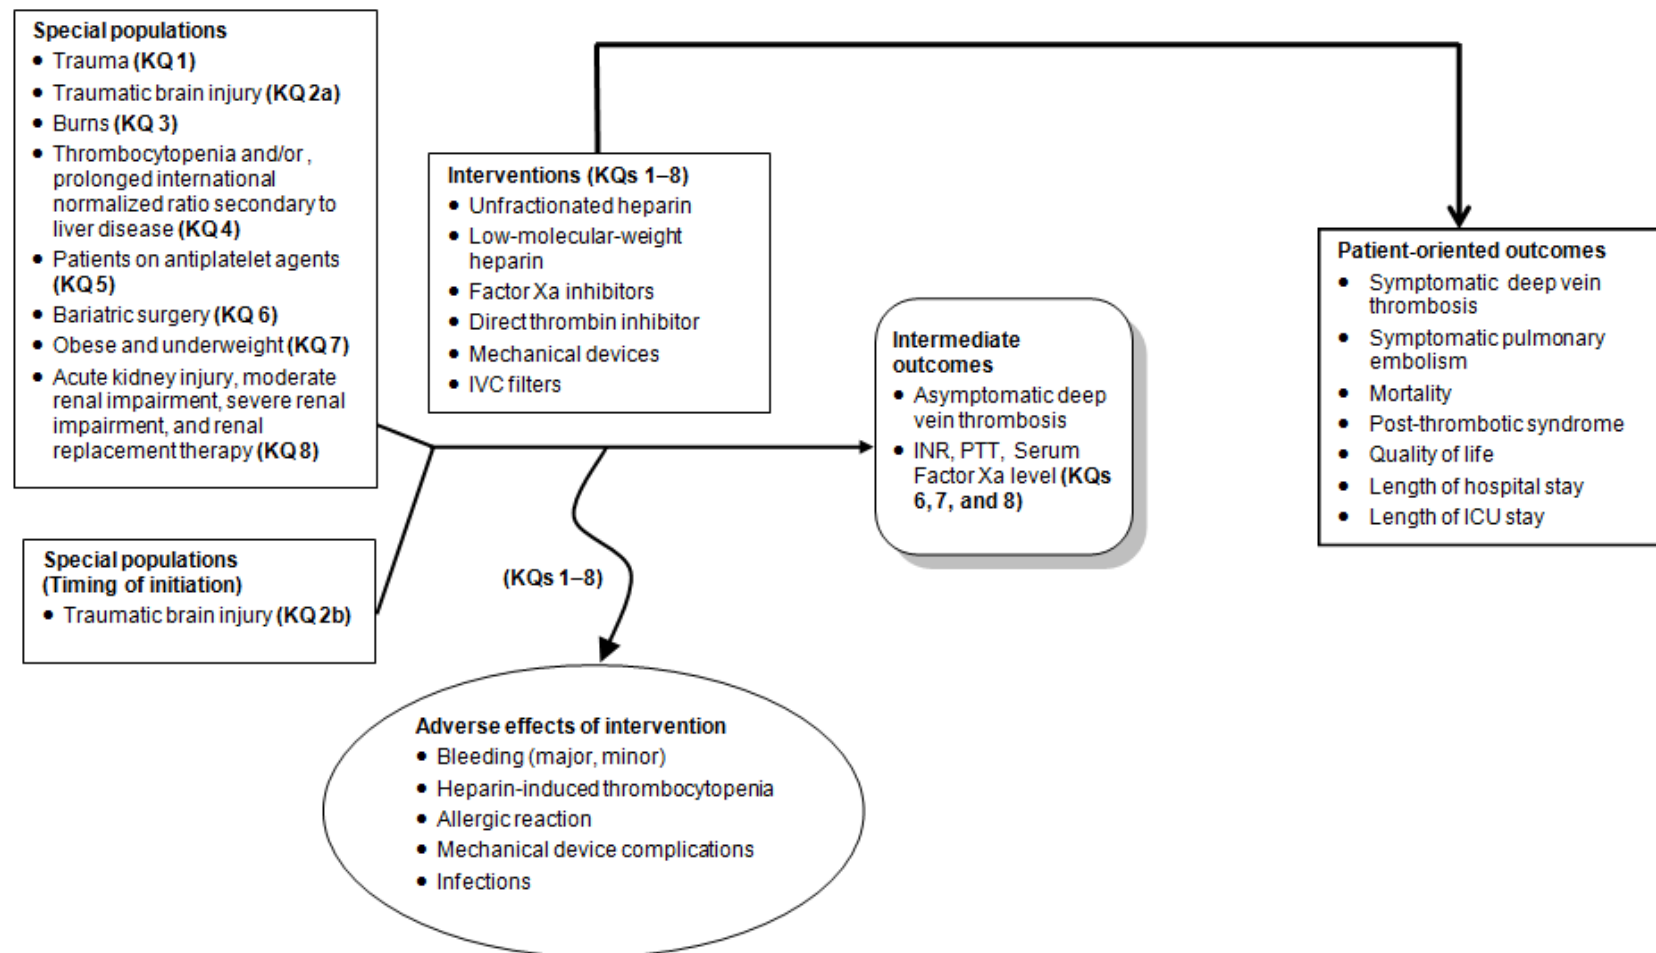 Special populations
• Trauma (KQ 1)
• Traumatic brain injury (KQ 2a)
• Burns (KQ 3)
• Thrombocytopenia and/or ,
prolonged international
normalized ratio secondary to
liver disease (KQ 4)
• Patients on antiplatelet agents
(KQ 5)
• Bariatric surgery (KQ 6)
• Obese and underweight (KQ 7)
• Acute kidney injury, moderate
renal impairment, severe renal
impairment, and renal
replacement therapy (KQ 8)
Special populations
(Timing of initiation)
• Traumatic brain injury (KQ 2b)
Interventions (KQs 1–8)
• Unfractionated heparin
• Low-molecular-weight
heparin
• Factor Xa inhibitors
• Direct thrombin inhibitor
• Mechanical devices
• IVC filters
(KQs 1–8)
Adverse effects of intervention
• Bleeding (major, minor)
• Heparin-induced thrombocytopenia
• Allergic reaction
• Mechanical device complications
• Infections
Intermediate
outcomes
• Asymptomatic deep
vein thrombosis
• INR, PTT, Serum
Factor Xa level (KQs
6, 7, and 8)
Patient-oriented outcomes
• Symptomatic deep vein
thrombosis
• Symptomatic pulmonary
embolism
• Mortality
• Post-thrombotic syndrome
• Quality of life
• Length of hospital stay
• Length of ICU stay